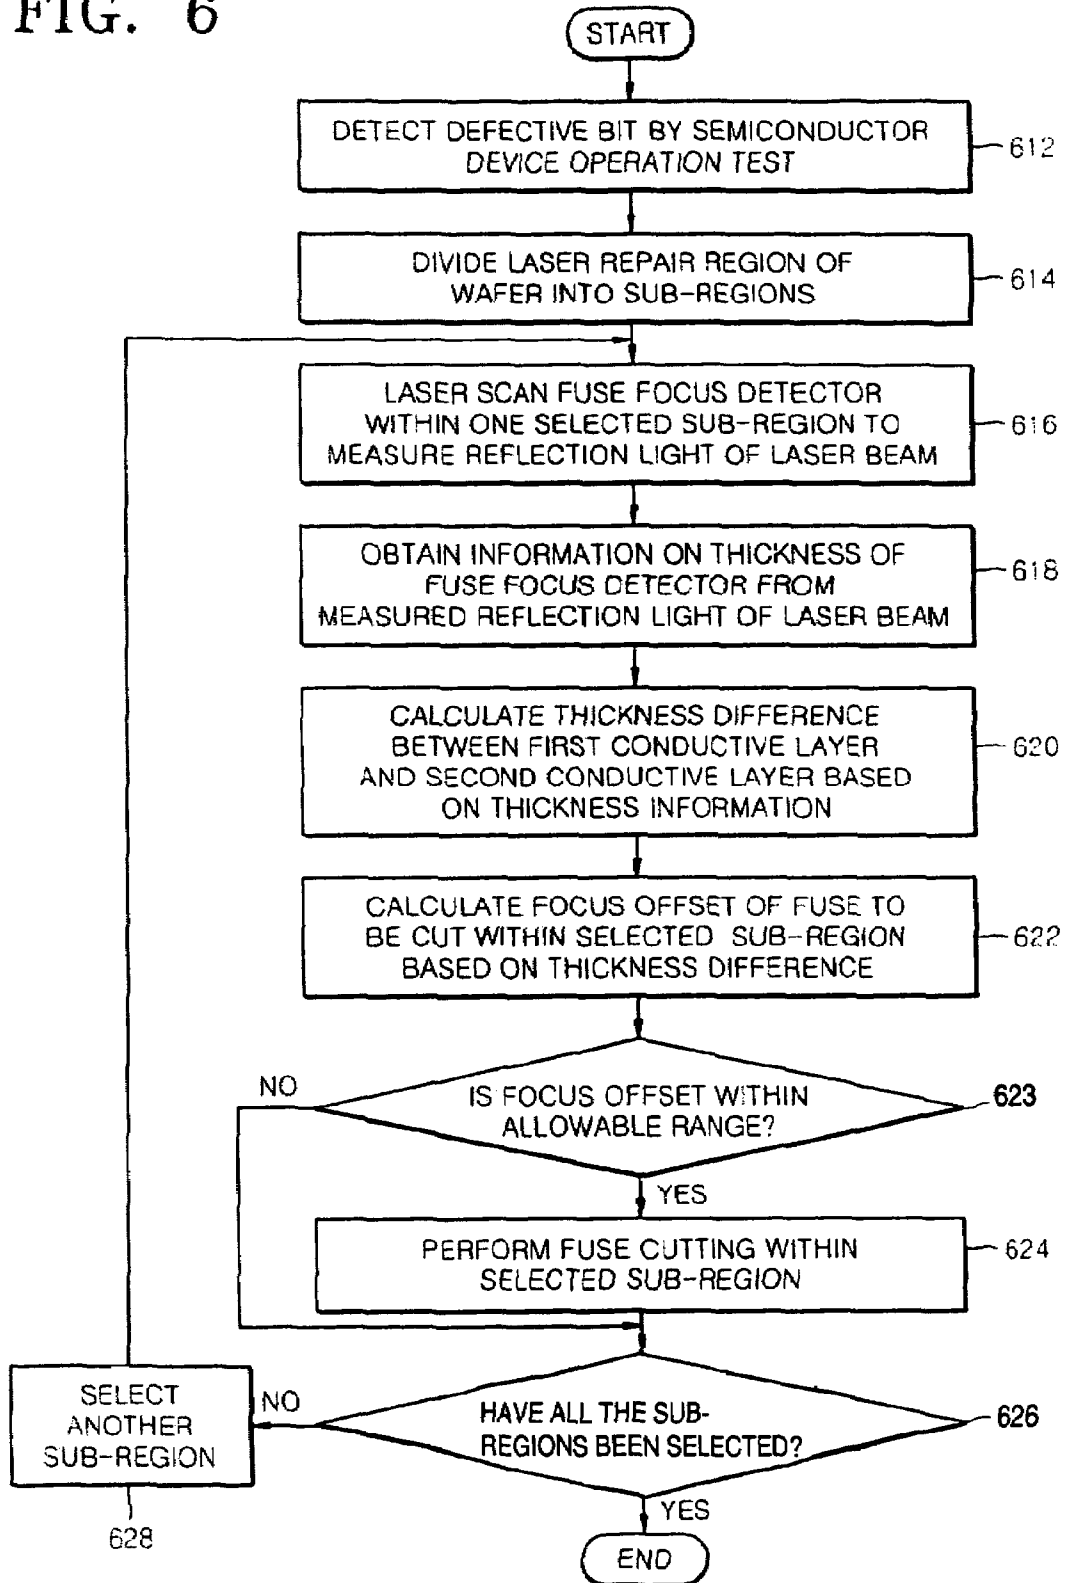 FIG. 6
START
DETECT DEFECTIVE BIT BY SEMICONDUCTOR
DEVICE OPERATION TEST
612
DIVIDE LASER REPAIR REGION OF
WAFER INTO SUB-REGIONS
614
LASER SCAN FUSE FOCUS DETECTOR
WITHIN ONE SELECTED SUB-REGION TO
MEASURE REFLECTION LIGHT OF LASER BEAM
616
OBTAIN INFORMATION ON THICKNESS OF
FUSE FOCUS DETECTOR FROM
MEASURED REFLECTION LIGHT OF LASER BEAM
618
CALCULATE THICKNESS DIFFERENCE
BETWEEN FIRST CONDUCTIVE LAYER
AND SECOND CONDUCTIVE LAYER BASED
ON THICKNESS INFORMATION
620
CALCULATE FOCUS OFFSET OF FUSE TO
BE CUT WITHIN SELECTED SUB-REGION
BASED ON THICKNESS DIFFERENCE
622
NO
IS FOCUS OFFSET WITHIN
ALLOWABLE RANGE?
623
YES
PERFORM FUSE CUTTING WITHIN
SELECTED SUB-REGION
624
SELECT
ANOTHER
SUB-REGION
628
NO
HAVE ALL THE SUB-
REGIONS BEEN SELECTED?
626
YES
END